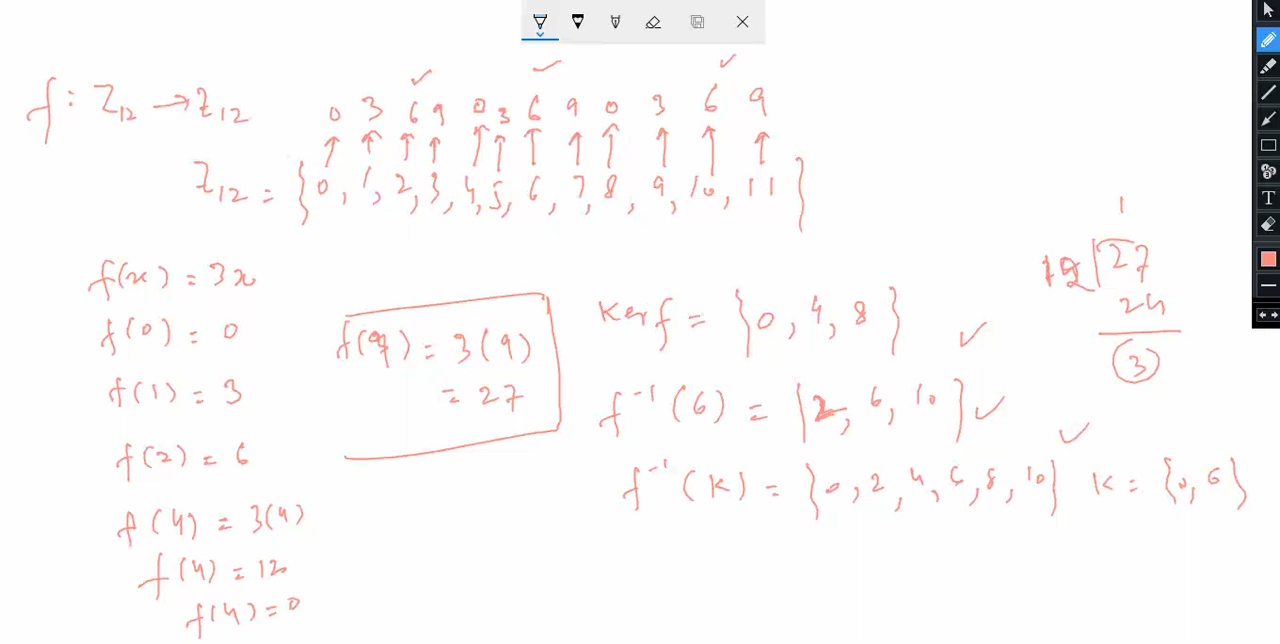 f : Z₁₂ → Z₁₂
0 3 6 9 0 3 6 9 0 3 6 9
Z₁₂ = {0, 1, 2, 3, 4, 5, 6, 7, 8, 9, 10, 11}
f(x) = 3x
f(0) = 0
f(1) = 3
f(2) = 6
f(4) = 3(4)
f(4) = 12
f(4) = 0
f(9) = 3(9)
= 27
Ker f = {0, 4, 8}
f⁻¹(6) = {2, 6, 10}
f⁻¹(K) = {0, 2, 4, 6, 8, 10} K = {0, 6}
1
12 27
24
3